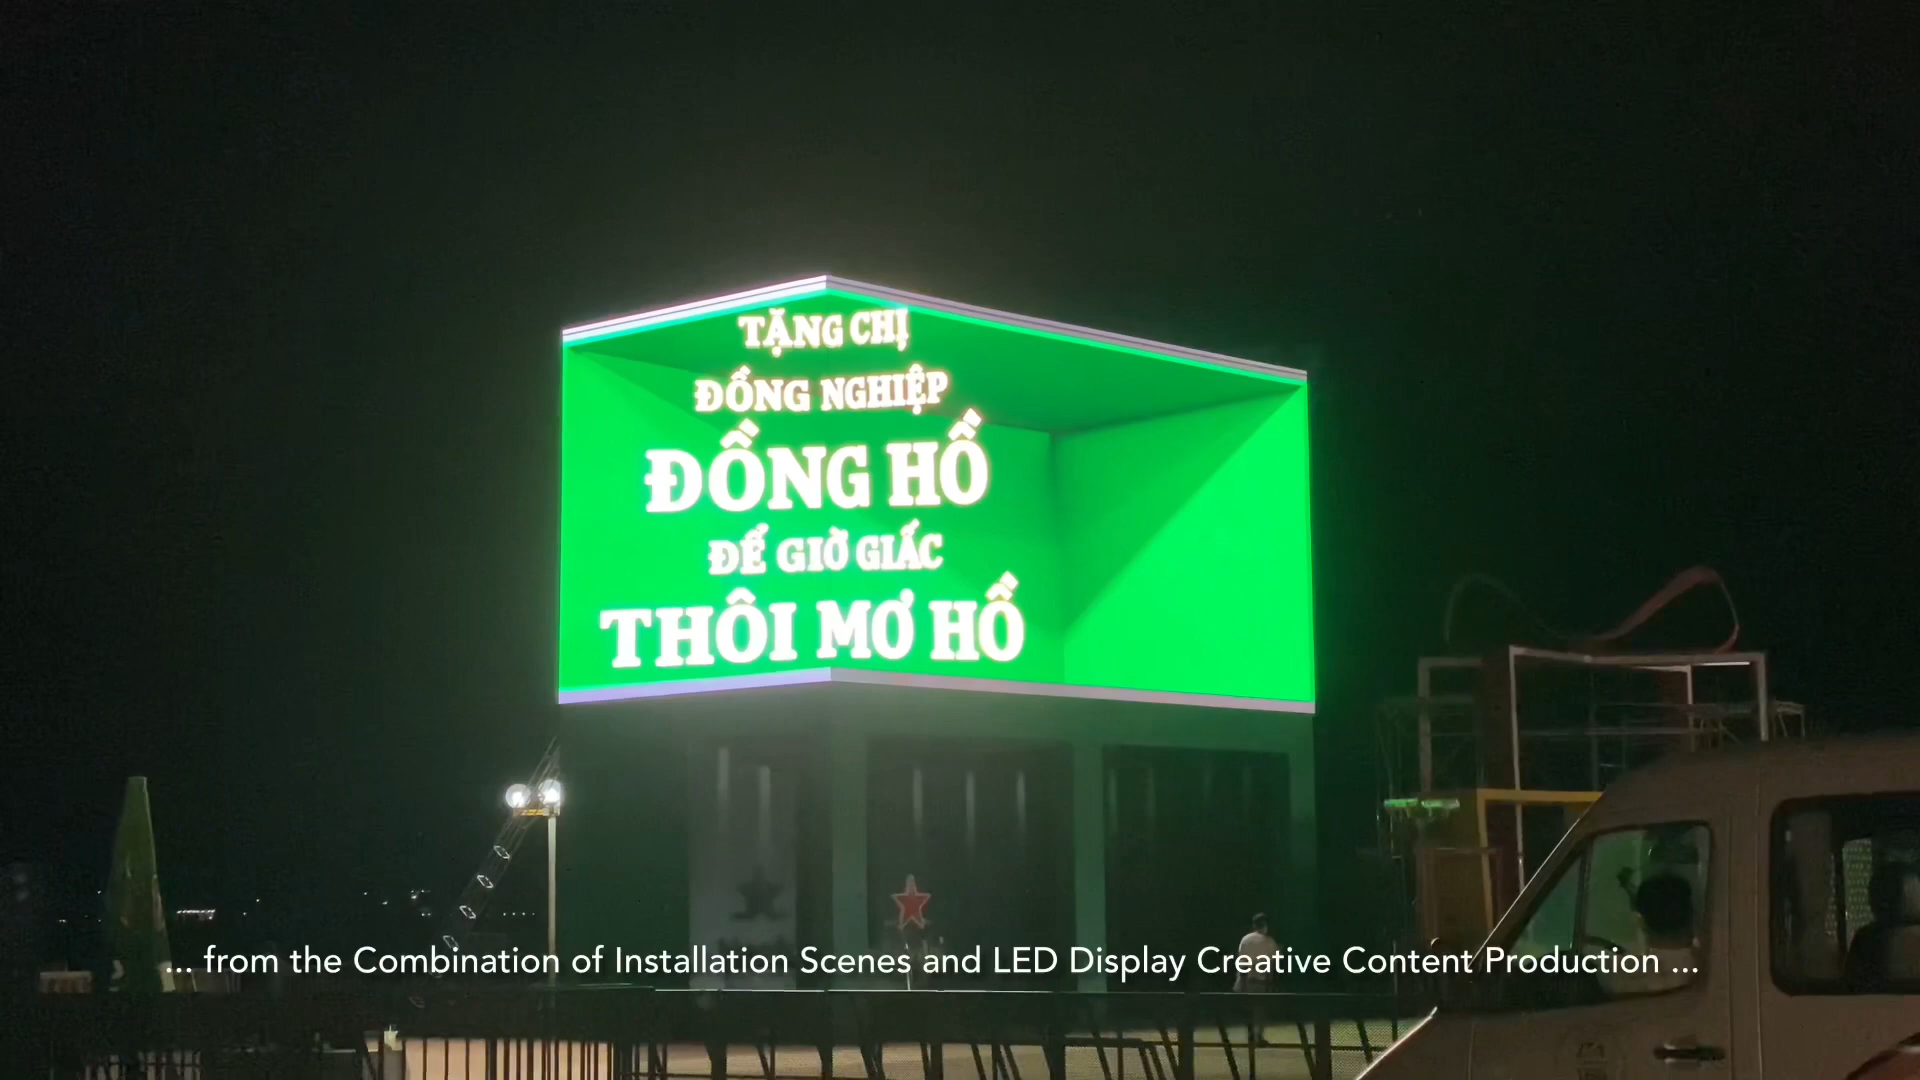 TẶNG CHỊ
ĐỒNG NGHIỆP
ĐỒNG HỒ
ĐỂ GIỜ GIẤC
THÔI MƠ HỒ
... from the Combination of Installation Scenes and LED Display Creative Content Production ...